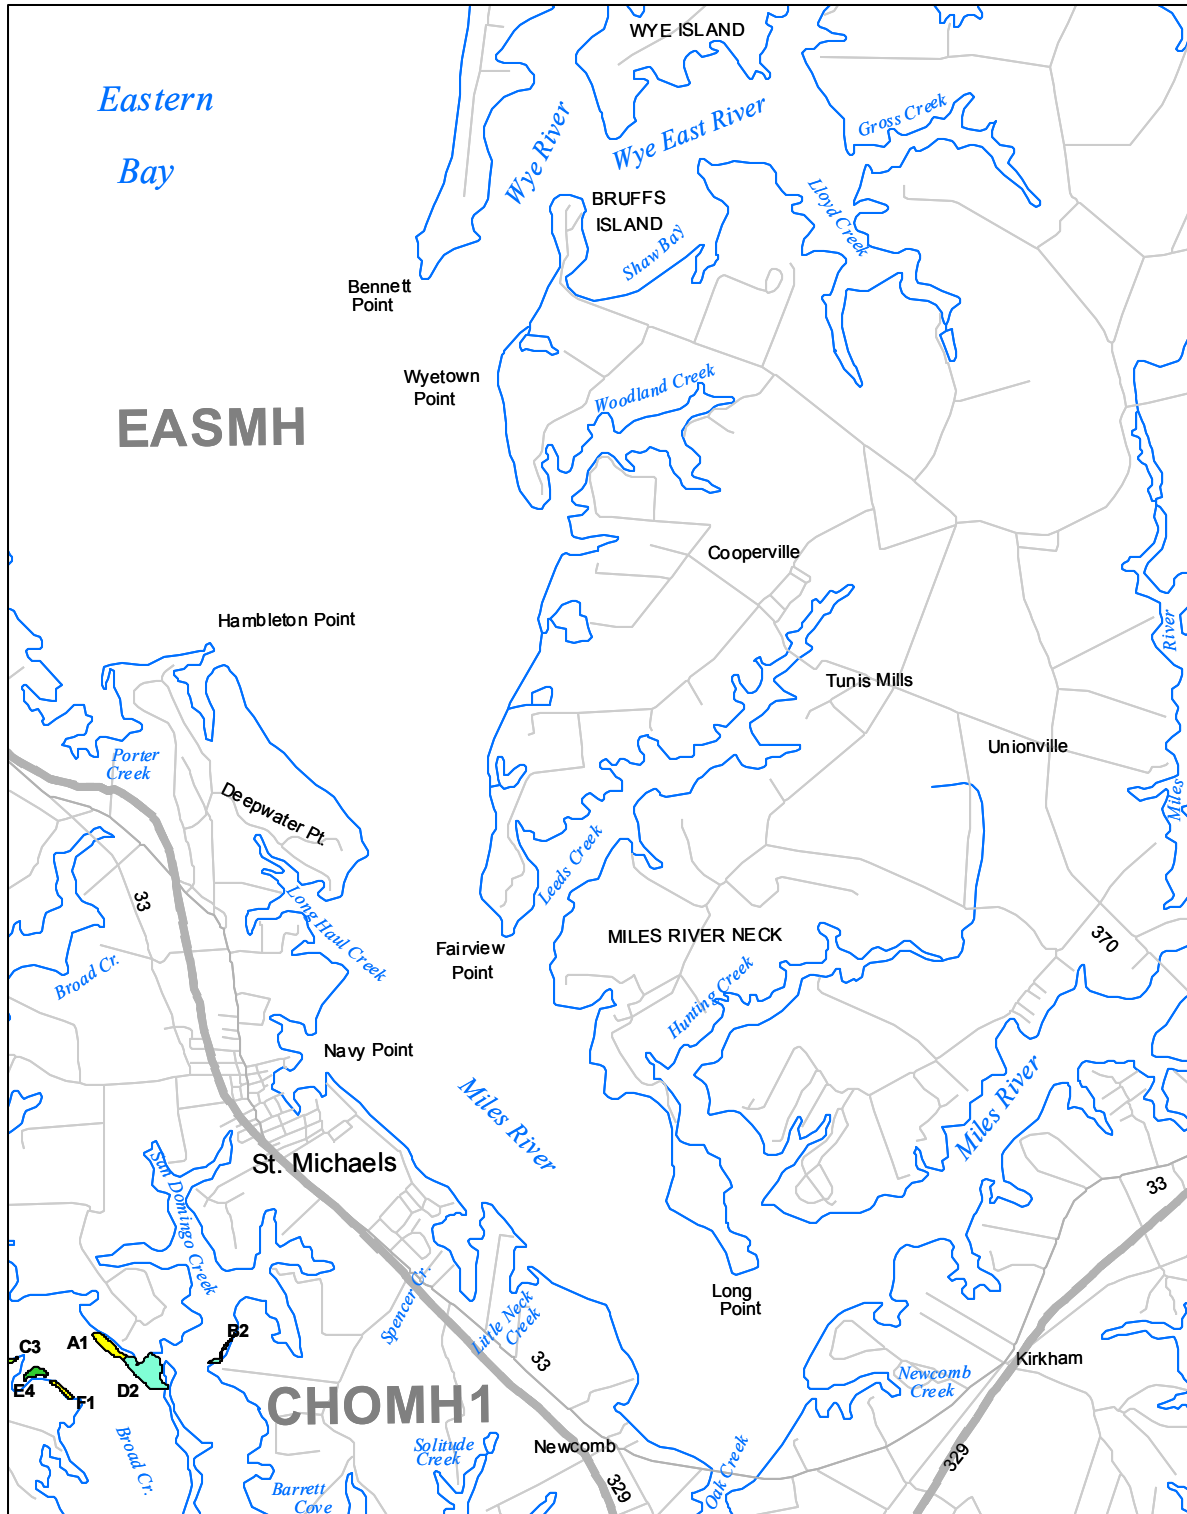 WYE ISLAND
Eastern
Bay
Wye River
Wye East River
Gross Creek
BRUFFS
ISLAND
Lloyd Creek
Shaw Bay
Bennett
Point
Wyetown
Point
Woodland Creek
EASMH
Cooperville
Hambleton Point
River
Tunis Mills
Unionville
Porter
Creek
Miles
Deepwater Pt.
Leeds Creek
33
Long Haul Creek
Fairview
Point
MILES RIVER NECK
370
Broad Cr.
Hunting Creek
Navy Point
Miles River
Miles River
St. Michaels
San Domingo Creek
33
Long
Point
Spencer Cr.
Little Neck
Creek
33
B2
A1
C3
E4
D2
F1
Kirkham
Newcomb
Creek
CHOMH1
Broad Cr.
Solitude
Creek
Newcomb
329
329
Oak Creek
Barrett
Cove